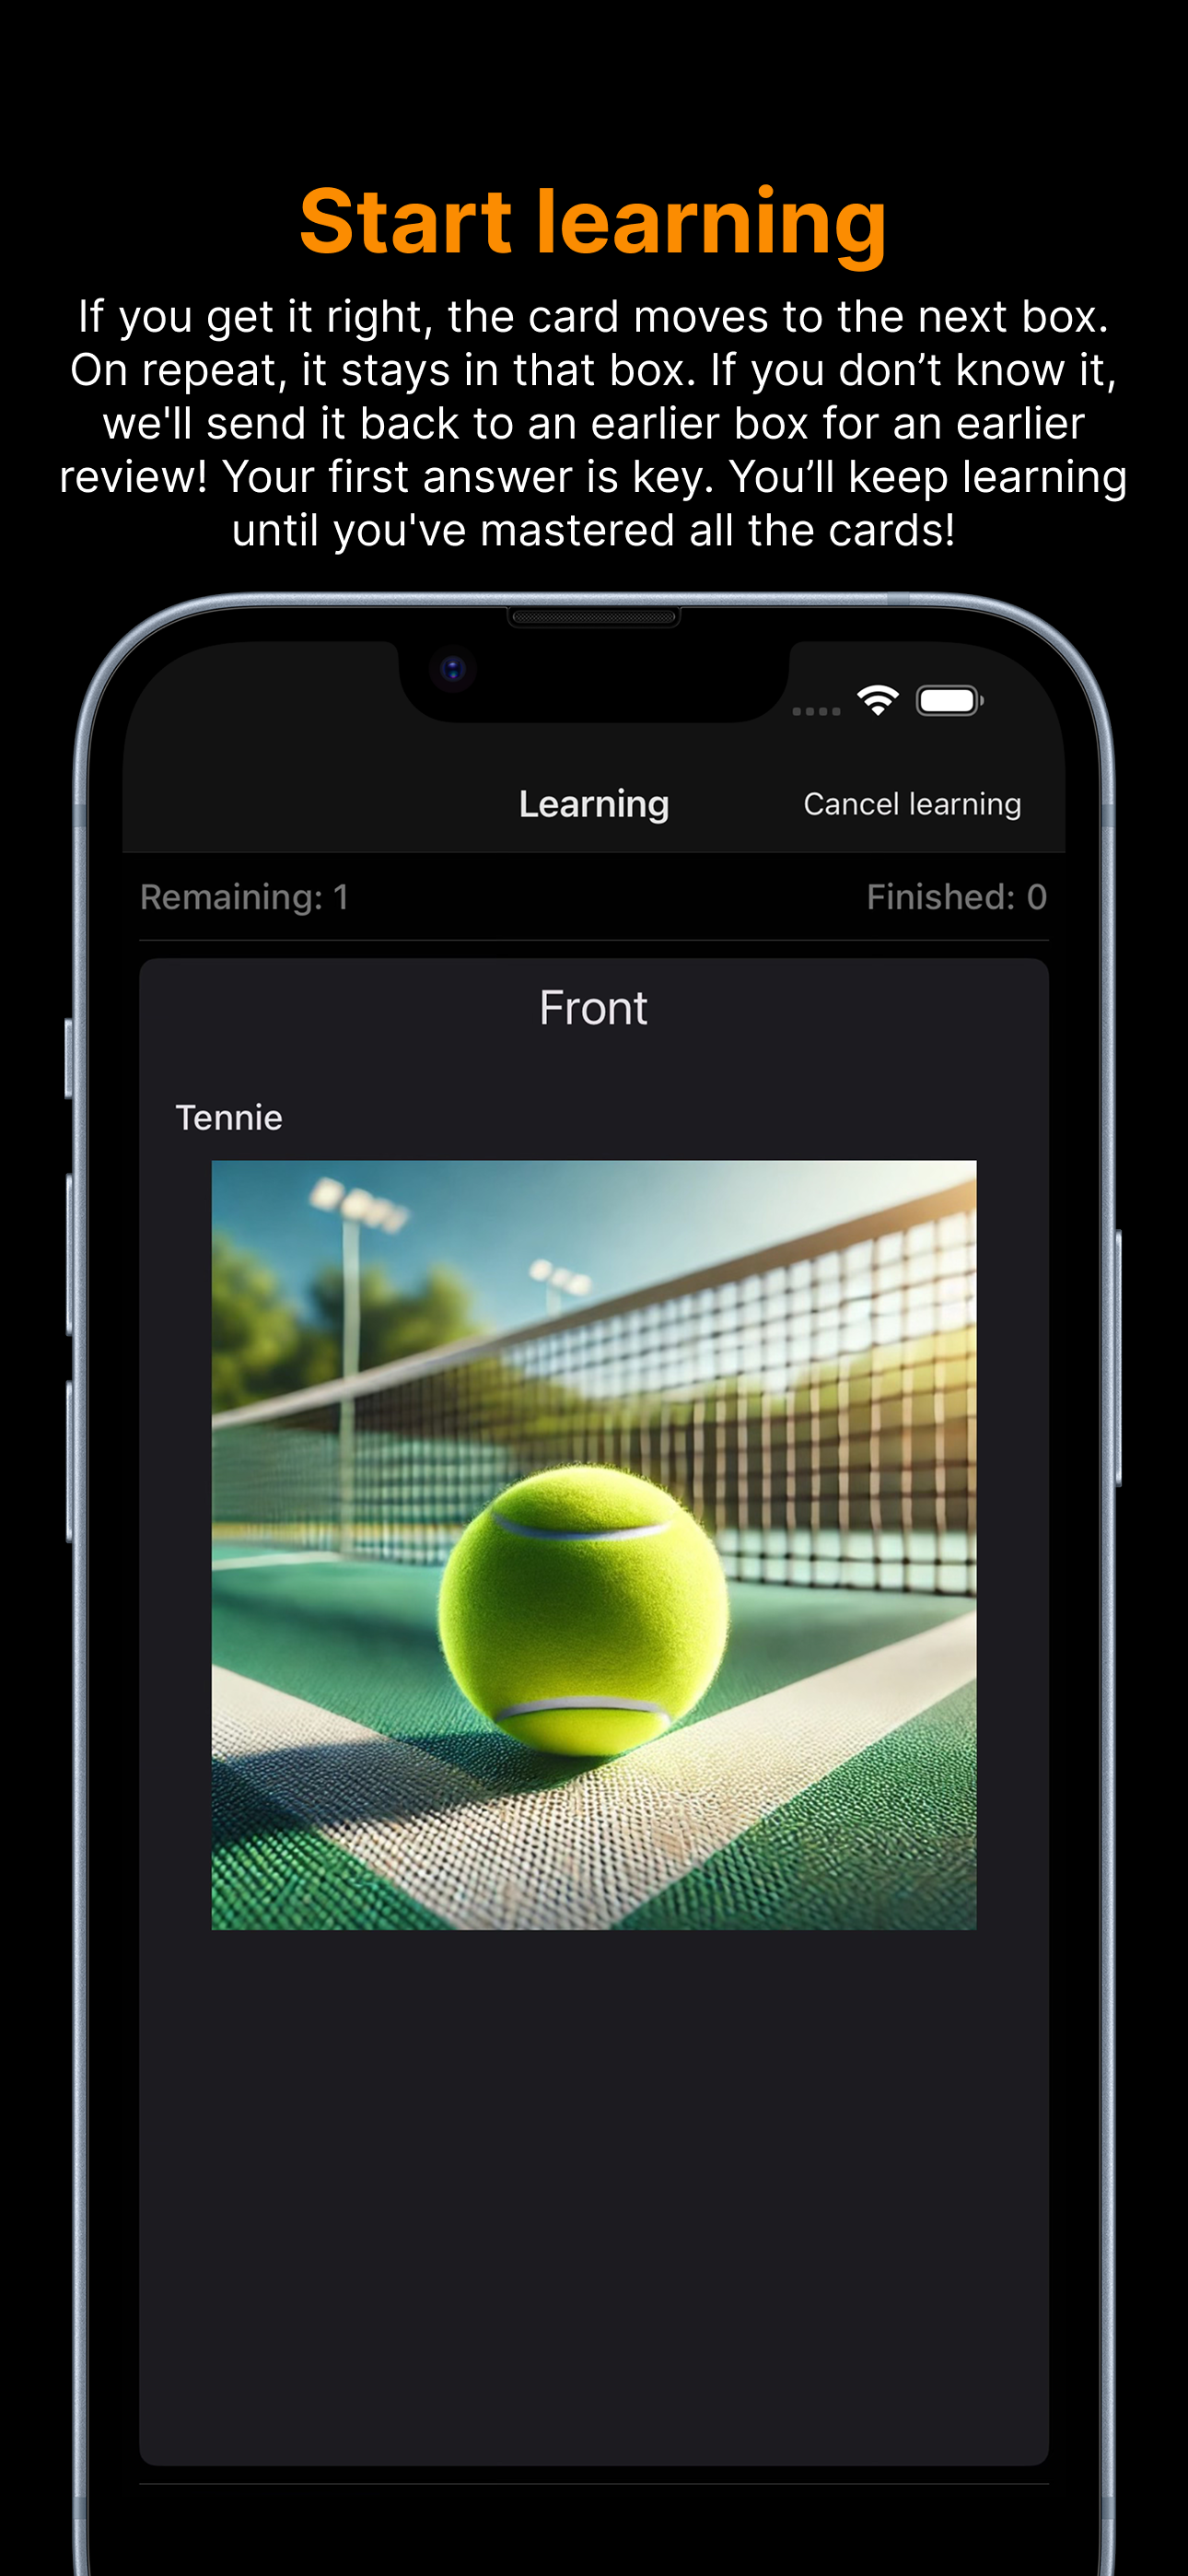 Start learning
If you get it right, the card moves to the next box.
On repeat, it stays in that box. If you don’t know it,
we'll send it back to an earlier box for an earlier
review! Your first answer is key. You’ll keep learning
until you've mastered all the cards!
Learning
Cancel learning
Remaining: 1
Finished: 0
Front
Tennie